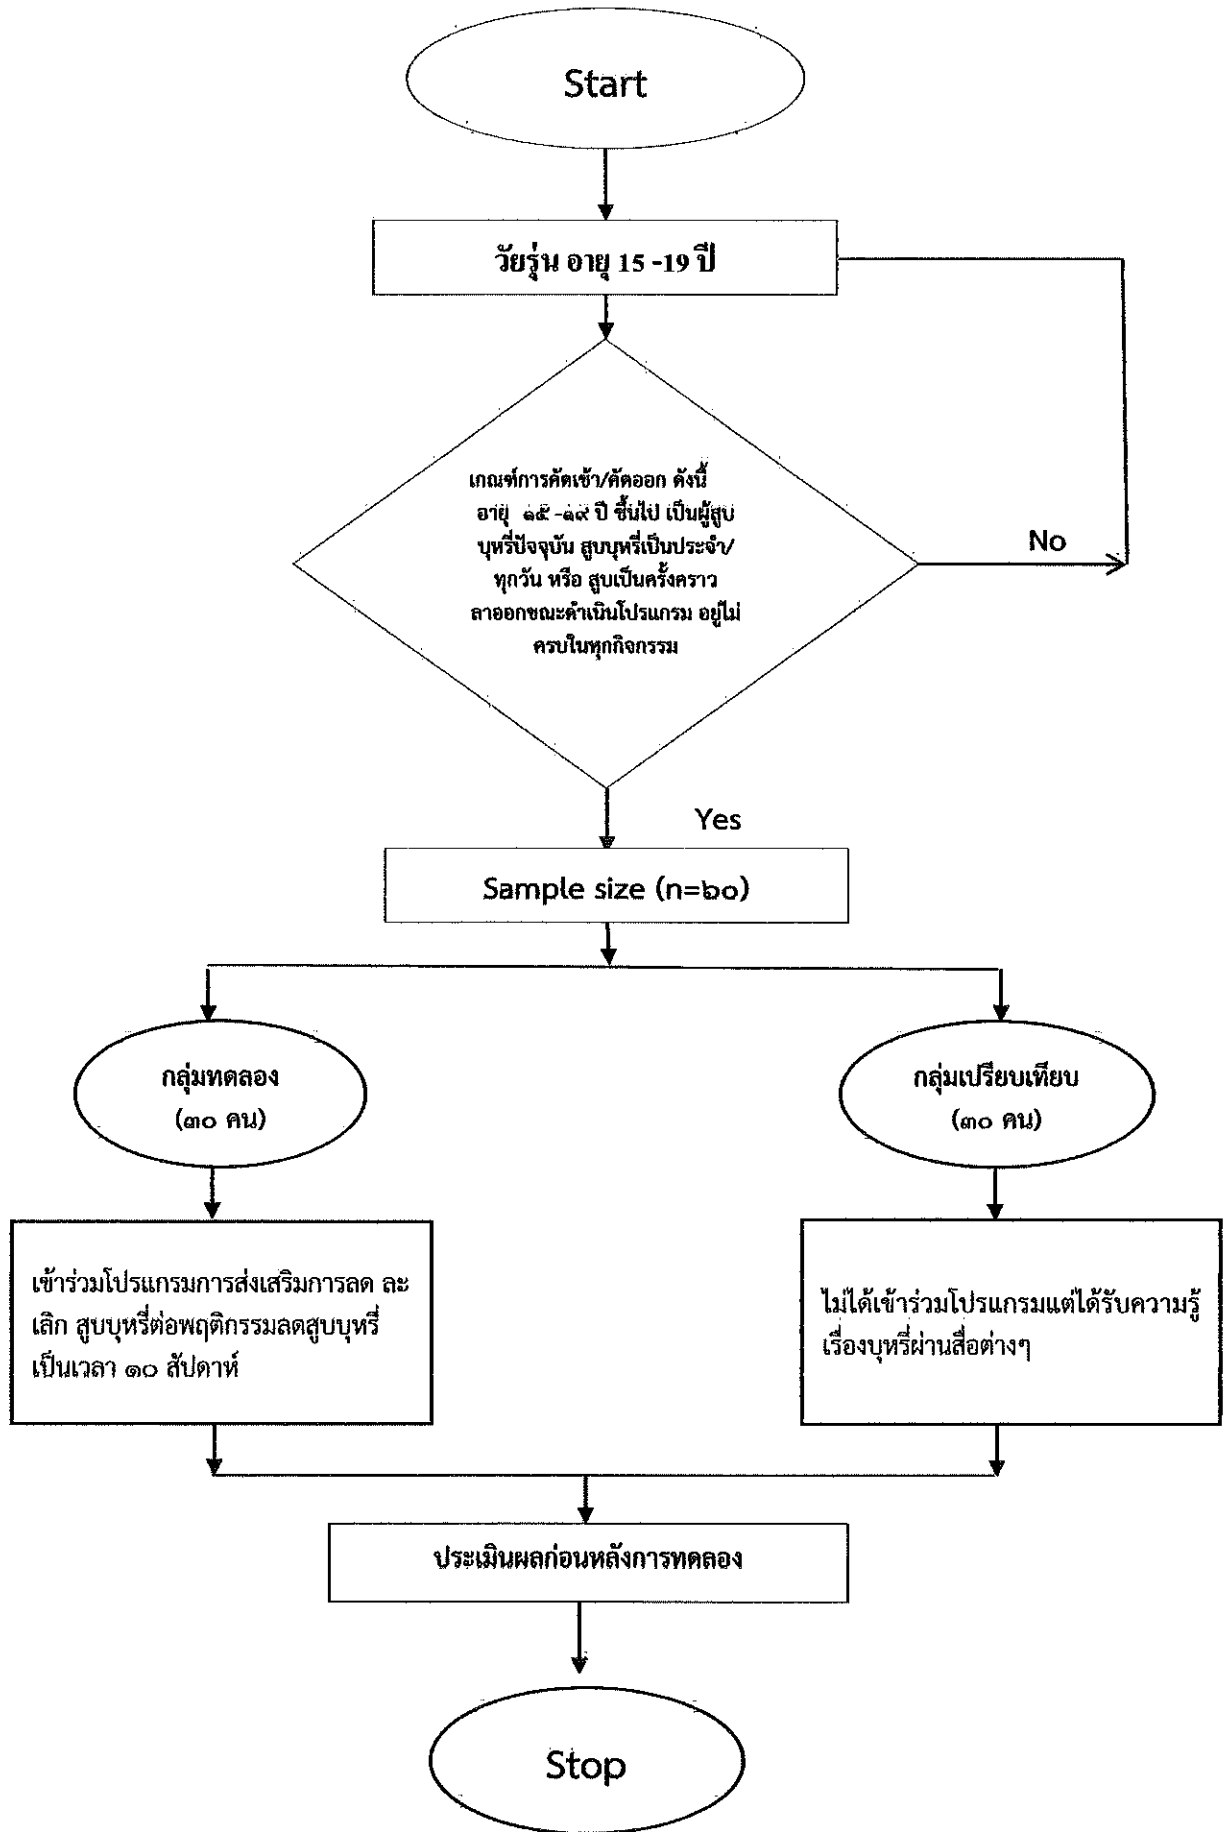 Start
วัยรุ่น อายุ 15 -19 ปี
เกณฑ์การคัดเข้า/คัดออก ดังนี้
อายุ ๑๕ -๑๙ ปี ขึ้นไป เป็นผู้สูบ
บุหรี่ปัจจุบัน สูบบุหรี่เป็นประจำ/
ทุกวัน หรือ สูบเป็นครั้งคราว
ลาออกขณะดำเนินโปรแกรม อยู่ไม่
ครบในทุกกิจกรรม
No
Yes
Sample size (n=๖๐)
กลุ่มทดลอง
(๓๐ คน)
กลุ่มเปรียบเทียบ
(๓๐ คน)
เข้าร่วมโปรแกรมการส่งเสริมการลด ละ
เลิก สูบบุหรี่ต่อพฤติกรรมลดสูบบุหรี่
เป็นเวลา ๑๐ สัปดาห์
ไม่ได้เข้าร่วมโปรแกรมแต่ได้รับความรู้
เรื่องบุหรี่ผ่านสื่อต่างๆ
ประเมินผลก่อนหลังการทดลอง
Stop